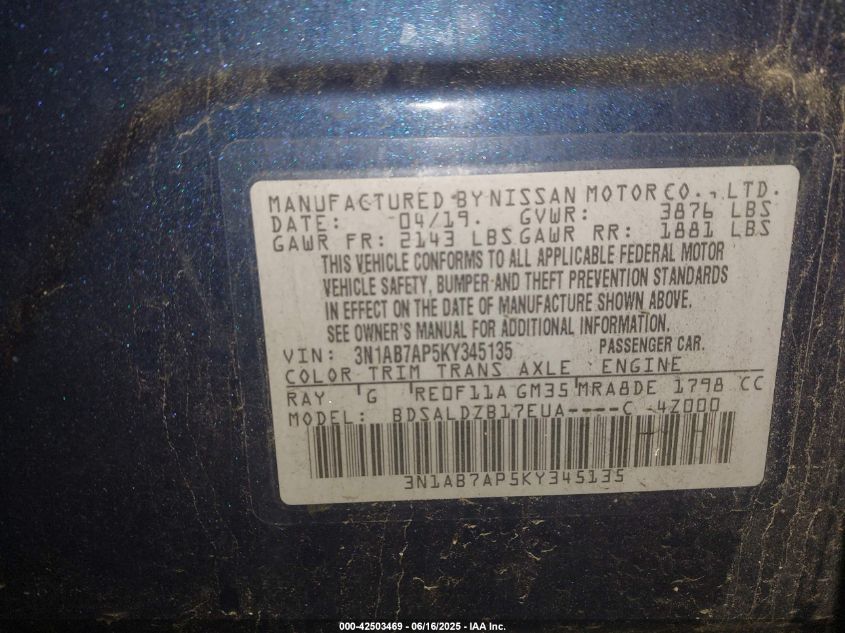 MANUFACTURED BY NISSAN MOTOR CO., LTD.
DATE: 04/19. GVWR: 3876 LBS
GAWR FR: 2143 LBS GAWR RR: 1881 LBS
THIS VEHICLE CONFORMS TO ALL APPLICABLE FEDERAL MOTOR
VEHICLE SAFETY, BUMPER AND THEFT PREVENTION STANDARDS
IN EFFECT ON THE DATE OF MANUFACTURE SHOWN ABOVE.
SEE OWNER'S MANUAL FOR ADDITIONAL INFORMATION.
VIN: 3N1AB7AP5KY345135 PASSENGER CAR.
COLOR TRIM TRANS AXLE ENGINE
RAY G RE0F11A GM35 MRA8DE 1798 CC
MODEL: BDSALDZB17EUA----C 4Z000
3N1AB7AP5KY345135
000-42503469 - 06/16/2025 - IAA Inc.